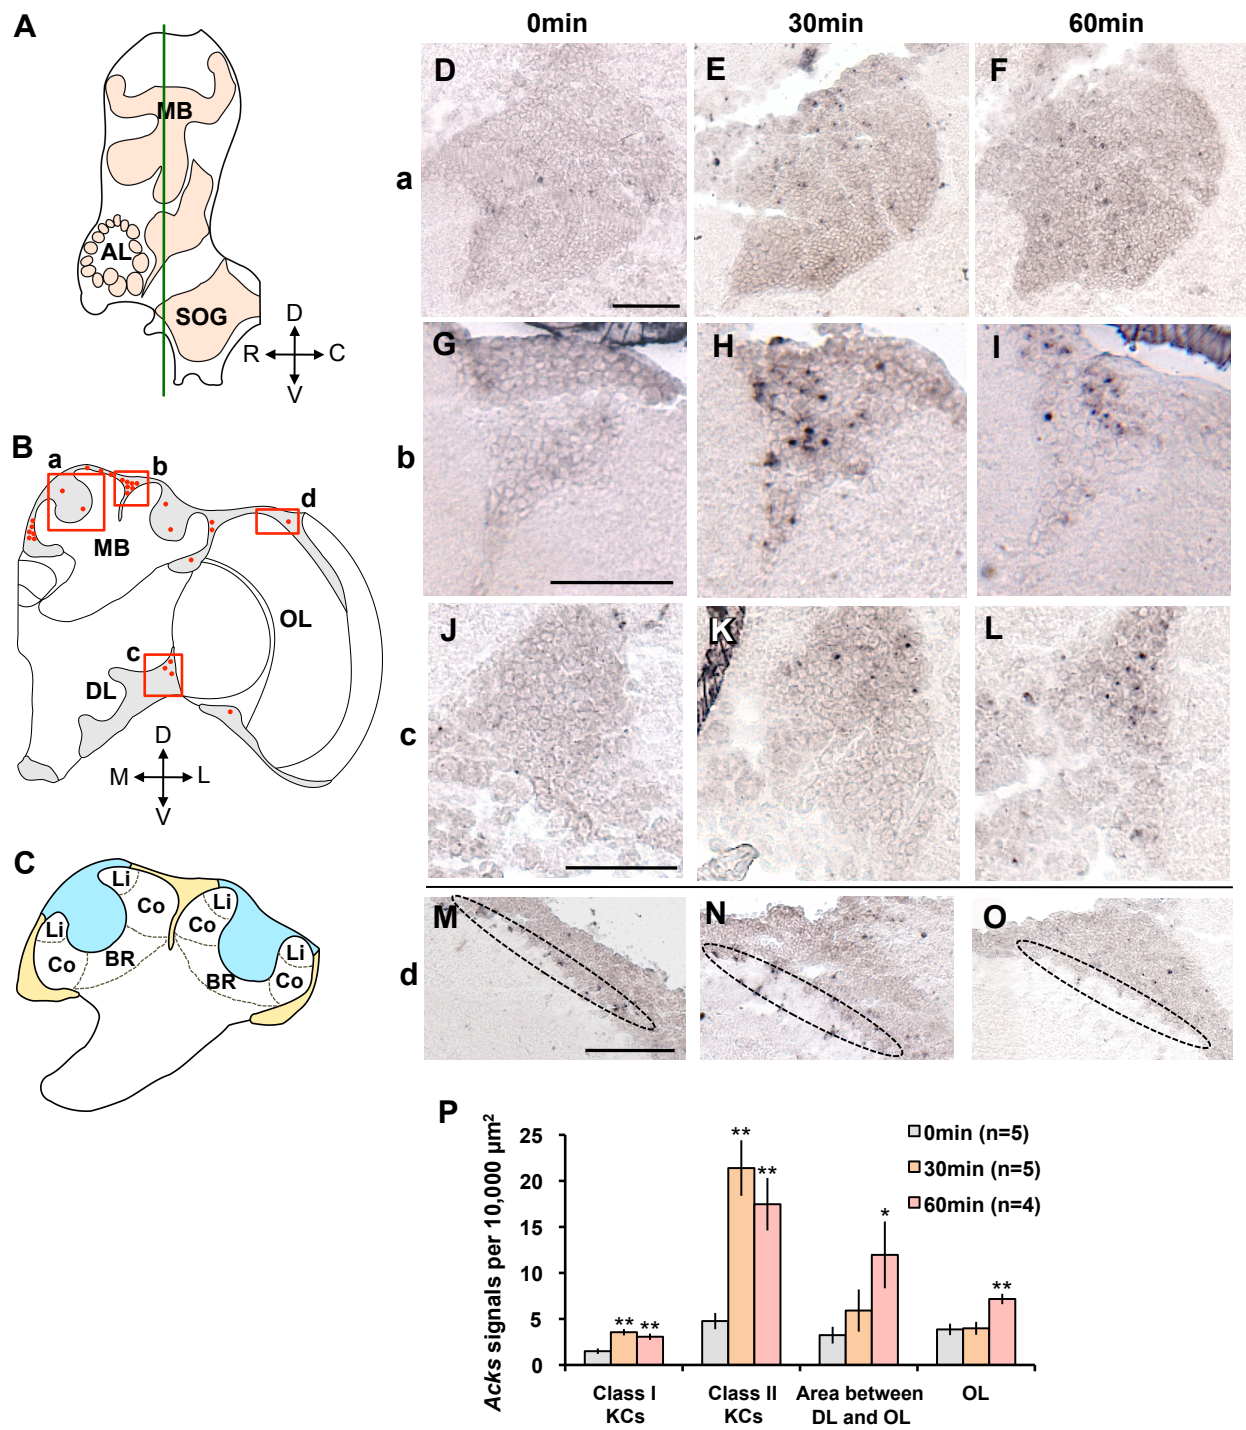 0min 30min 60min
A
MB
AL
SOG
D
R C
V
B
a b
d
MB
OL
c
DL
D
M L
V
C
Li Li
Co Co
Li Li
Co BR BR Co
a
D E F
b
G H I
c
J K L
d
M N O
P
Acks signals per 10,000 µm²
25
20
15
10
5
0
** **
** **
*
**
0min (n=5)
30min (n=5)
60min (n=4)
Class I Class II Area between OL
KCs KCs DL and OL